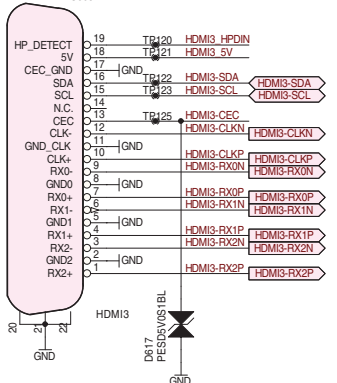 HP_DETECT 19 TP120 HDMI3_HPDIN
5V 18 TP121 HDMI3_5V
CEC_GND 17 GND
SDA 16 TP122 HDMI3-SDA HDMI3-SDA
SCL 15 TP123 HDMI3-SCL HDMI3-SCL
N.C. 14
CEC 13 TP125 HDMI3-CEC
CLK- 12 HDMI3-CLKN HDMI3-CLKN
GND_CLK 11 GND
CLK+ 10 HDMI3-CLKP HDMI3-CLKP
RX0- 9 HDMI3-RX0N HDMI3-RX0N
GND0 8 GND
RX0+ 7 HDMI3-RX0P HDMI3-RX0P
RX1- 6 HDMI3-RX1N HDMI3-RX1N
GND1 5 GND
RX1+ 4 HDMI3-RX1P HDMI3-RX1P
RX2- 3 HDMI3-RX2N HDMI3-RX2N
GND2 2 GND
RX2+ 1 HDMI3-RX2P HDMI3-RX2P
HDMI3
20 21 22
GND
D617
PESD5V0S1BL
GND